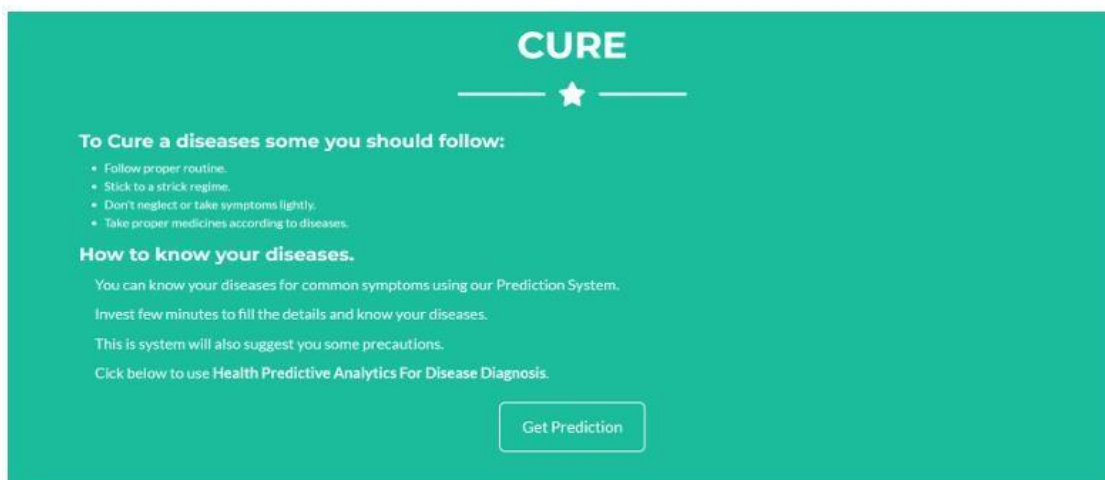 CURE
To Cure a diseases some you should follow:
• Follow proper routine.
• Stick to a strick regime.
• Don't neglect or take symptoms lightly.
• Take proper medicines according to diseases.
How to know your diseases.
You can know your diseases for common symptoms using our Prediction System.
Invest few minutes to fill the details and know your diseases.
This is system will also suggest you some precautions.
Cick below to use Health Predictive Analytics For Disease Diagnosis.
Get Prediction